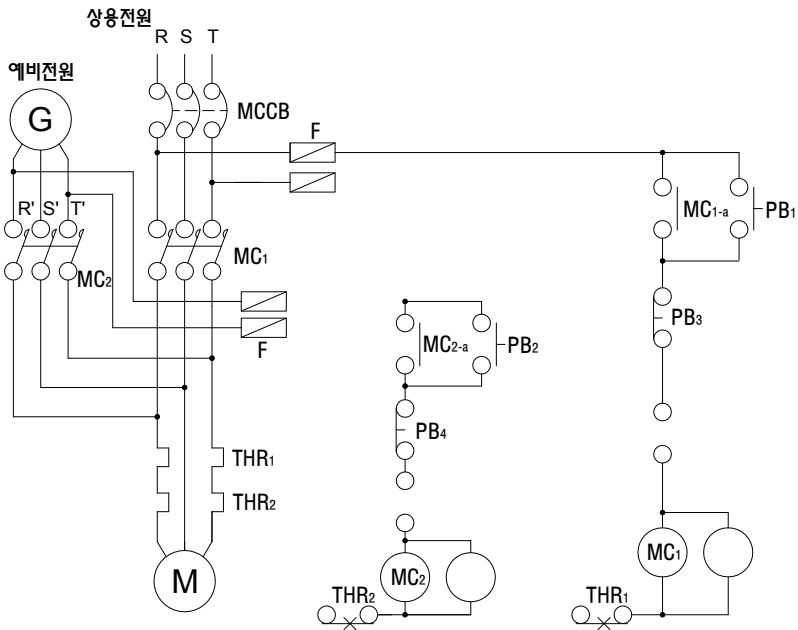 상용전원
R S T
예비전원
G
MCCB
F
R' S' T'
MC1-a
PB1
MC1
MC2
PB3
F
MC2-a
PB2
PB4
THR1
THR2
MC1
M
MC2
THR2
THR1